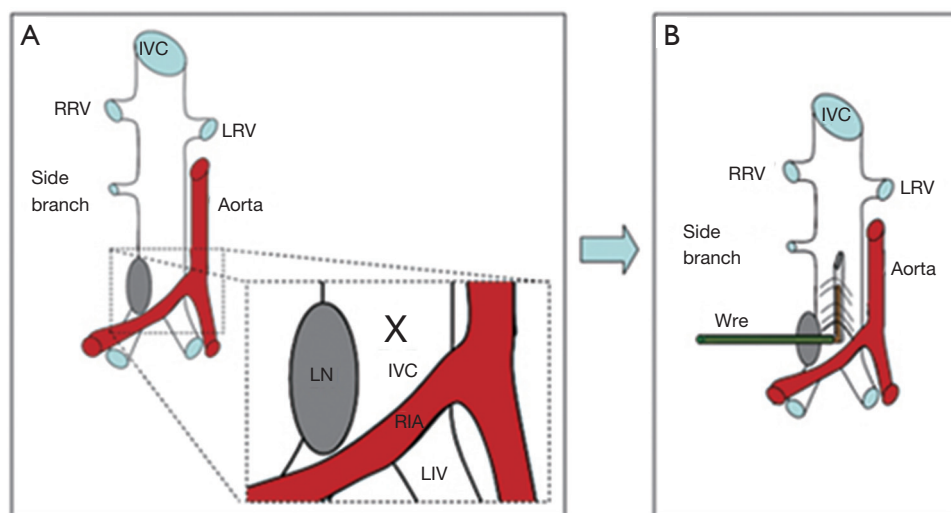 A
IVC
RRV
LRV
Side
branch
Aorta
LN
X
IVC
RIA
LIV
B
IVC
RRV
LRV
Side
branch
Aorta
Wre